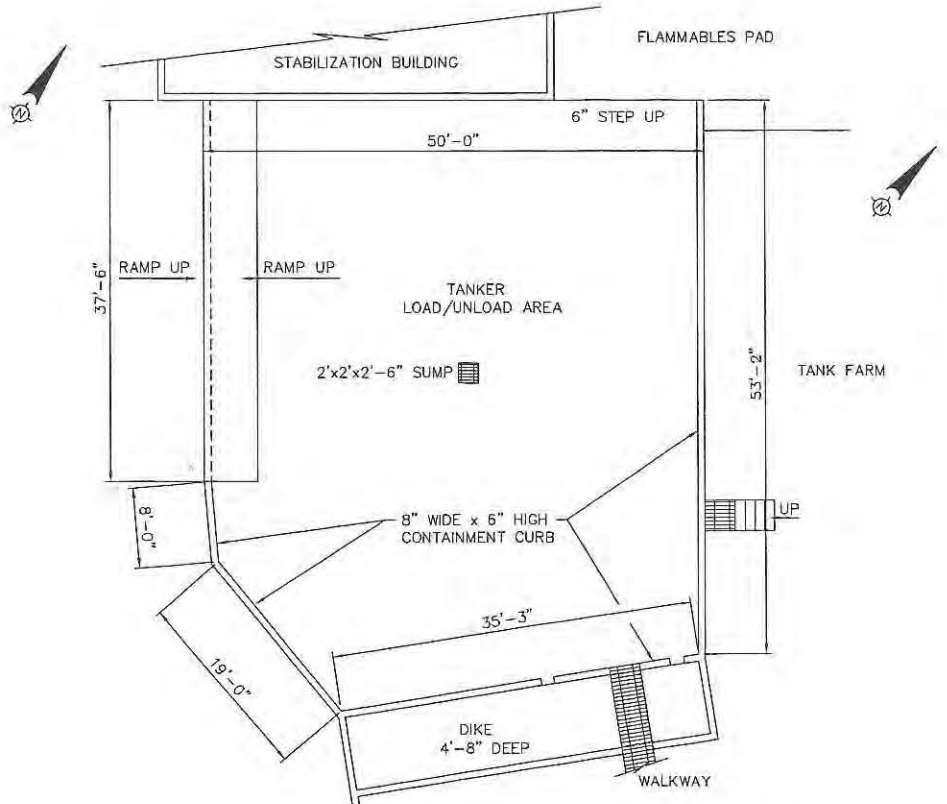 FLAMMABLES PAD
STABILIZATION BUILDING
N
6" STEP UP
50'-0"
N
RAMP UP
RAMP UP
37'-6"
TANKER
LOAD/UNLOAD AREA
2'x2'x2'-6" SUMP
53'-2"
TANK FARM
8'-0"
8" WIDE x 6" HIGH
CONTAINMENT CURB
UP
35'-3"
19'-0"
DIKE
4'-8" DEEP
WALKWAY